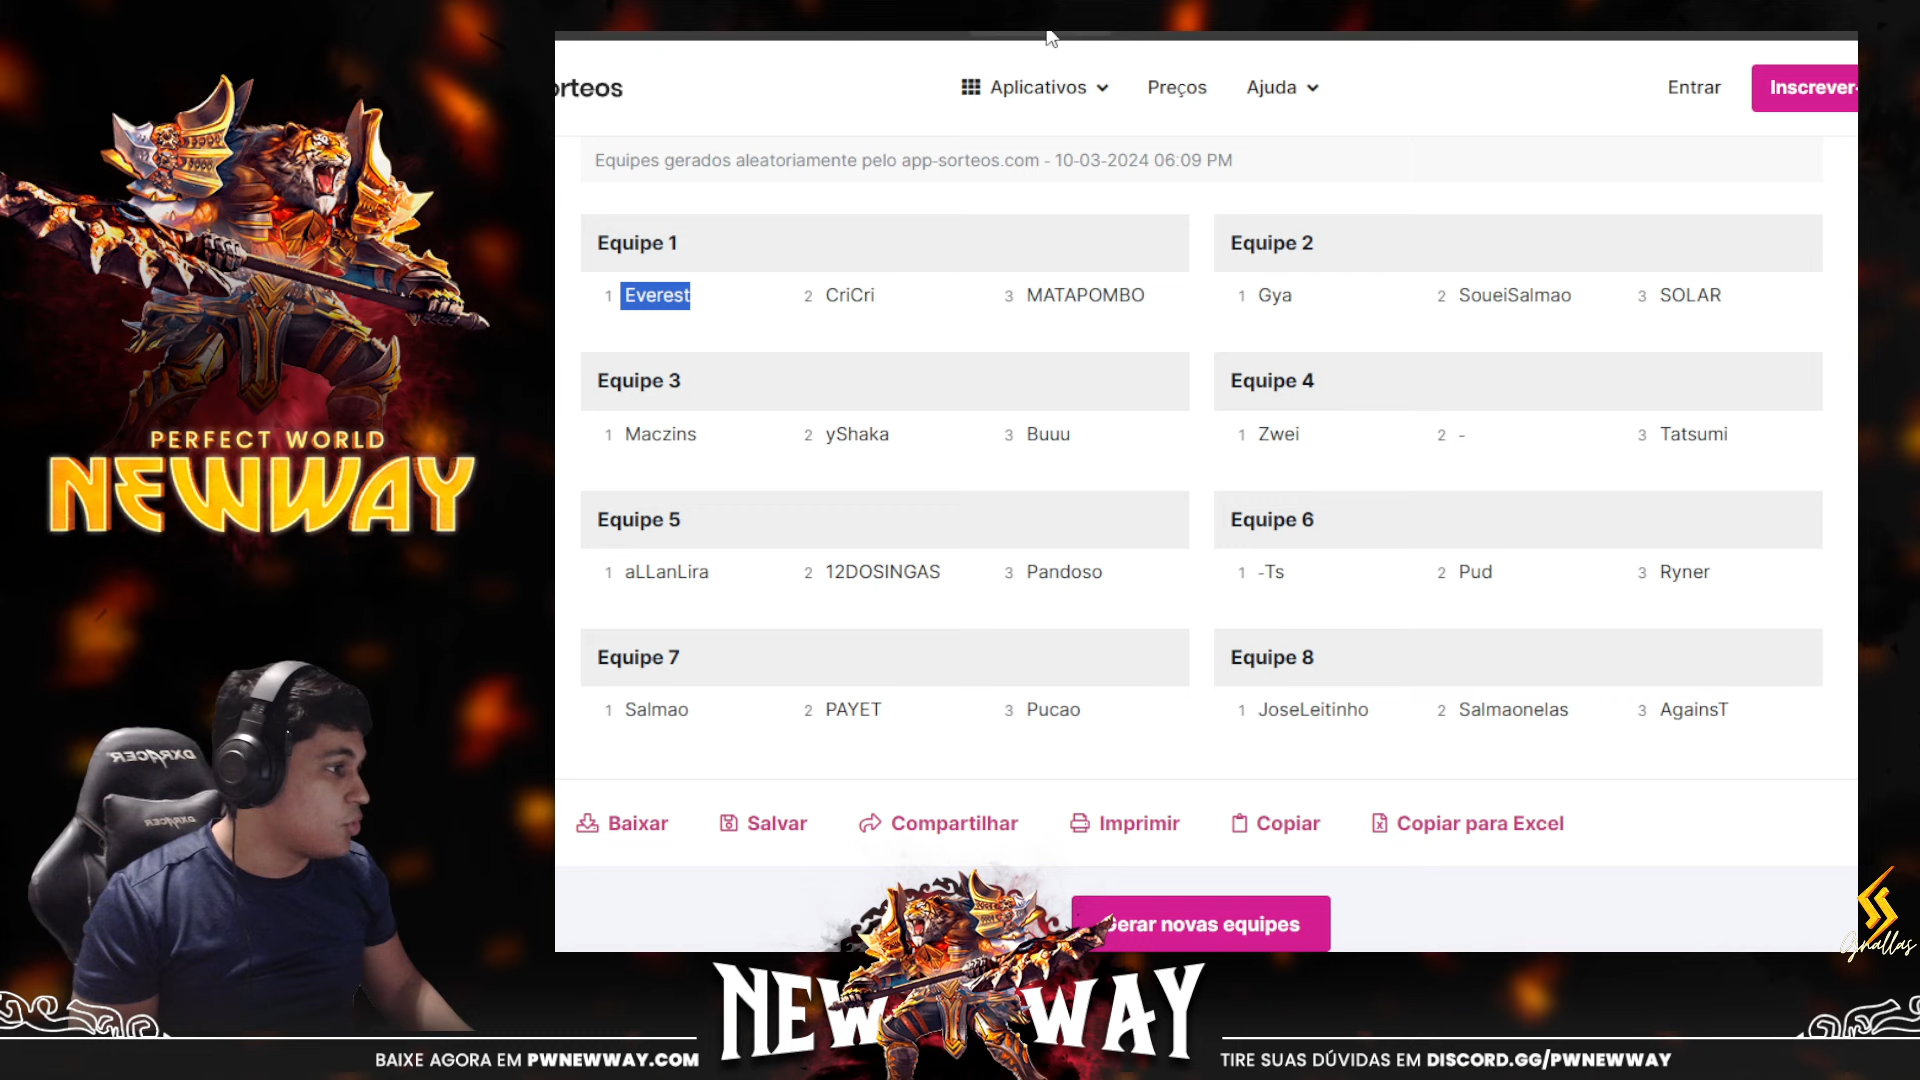 orteos
Aplicativos
Preços
Ajuda
Entrar
Inscrever-
Equipes gerados aleatoriamente pelo app-sorteos.com - 10-03-2024 06:09 PM
Equipe 1
1 Everest 2 CriCri 3 MATAPOMBO
Equipe 2
1 Gya 2 SoueiSalmao 3 SOLAR
Equipe 3
1 Maczins 2 yShaka 3 Buuu
Equipe 4
1 Zwei 2 - 3 Tatsumi
Equipe 5
1 aLLanLira 2 12DOSINGAS 3 Pandoso
Equipe 6
1 -Ts 2 Pud 3 Ryner
Equipe 7
1 Salmao 2 PAYET 3 Pucao
Equipe 8
1 JoseLeitinho 2 Salmaonelas 3 AgainsT
Baixar Salvar Compartilhar Imprimir Copiar Copiar para Excel
erar novas equipes
PERFECT WORLD
NEWWAY
DXRACER
DXRACER
NEW WAY
BAIXE AGORA EM PWNEWWAY.COM
TIRE SUAS DÚVIDAS EM DISCORD.GG/PWNEWWAY